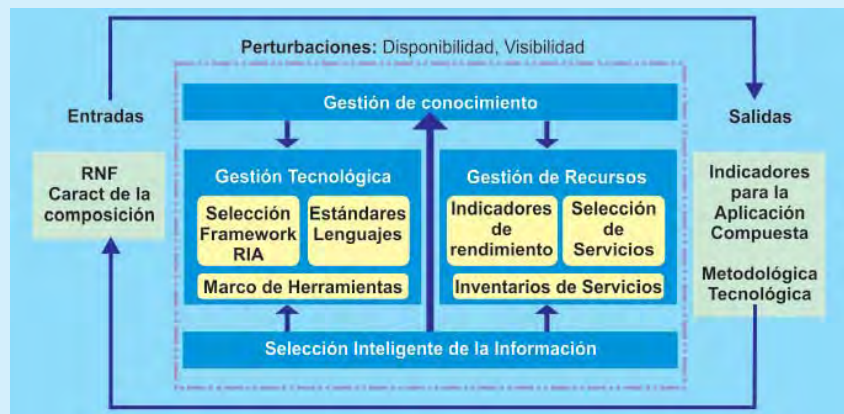 Perturbaciones: Disponibilidad, Visibilidad
Entradas
RNF
Caract de la
composición
Gestión de conocimiento
Gestión Tecnológica
Selección
Framework
RIA
Estándares
Lenguajes
Marco de Herramientas
Gestión de Recursos
Indicadores
de
rendimiento
Selección
de
Servicios
Inventarios de Servicios
Selección Inteligente de la Información
Salidas
Indicadores
para la
Aplicación
Compuesta
Metodológica
Tecnológica